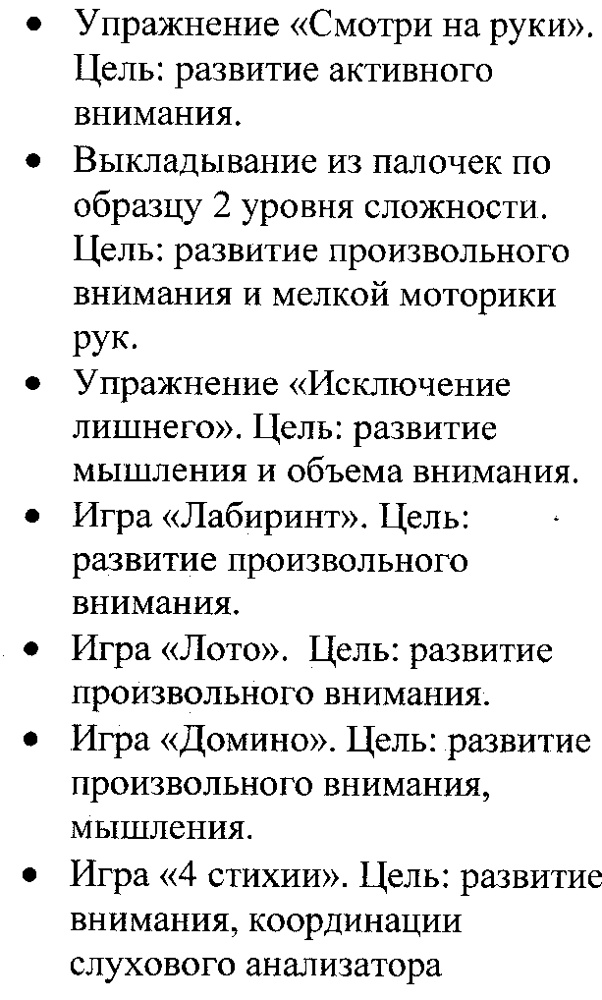 • Упражнение «Смотри на руки».
Цель: развитие активного
внимания.
• Выкладывание из палочек по
образцу 2 уровня сложности.
Цель: развитие произвольного
внимания и мелкой моторики
рук.
• Упражнение «Исключение
лишнего». Цель: развитие
мышления и объема внимания.
• Игра «Лабиринт». Цель:
развитие произвольного
внимания.
• Игра «Лото».  Цель: развитие
произвольного внимания.
• Игра «Домино». Цель: развитие
произвольного внимания,
мышления.
• Игра «4 стихии». Цель: развитие
внимания, координации
слухового анализатора